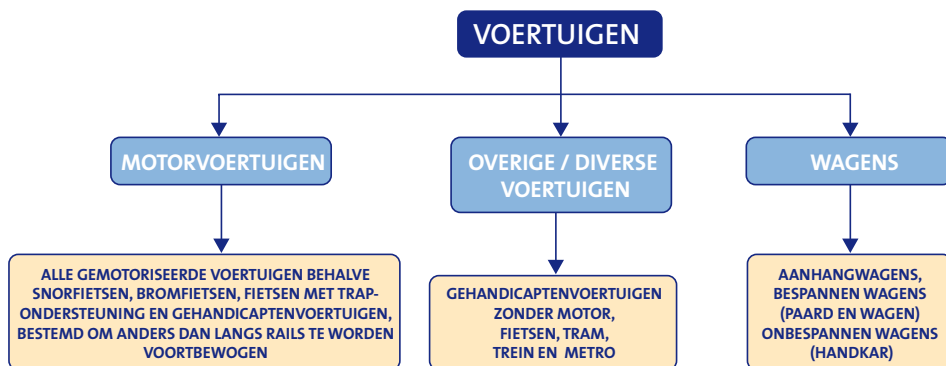 VOERTUIGEN
MOTORVOERTUIGEN
OVERIGE / DIVERSE
VOERTUIGEN
WAGENS
ALLE GEMOTORISEERDE VOERTUIGEN BEHALVE
SNORFIETSEN, BROMFIETSEN, FIETSEN MET TRAP-
ONDERSTEUNING EN GEHANDICAPTENVOERTUIGEN,
BESTEMD OM ANDERS DAN LANGS RAILS TE WORDEN
VOORTBEWOGEN
GEHANDICAPTENVOERTUIGEN
ZONDER MOTOR,
FIETSEN, TRAM,
TREIN EN METRO
AANHANGWAGENS,
BESPANNEN WAGENS
(PAARD EN WAGEN)
ONBESPANNEN WAGENS
(HANDKAR)